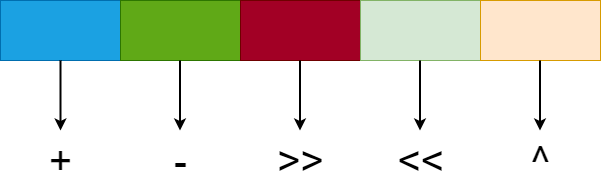 + - >> << ^